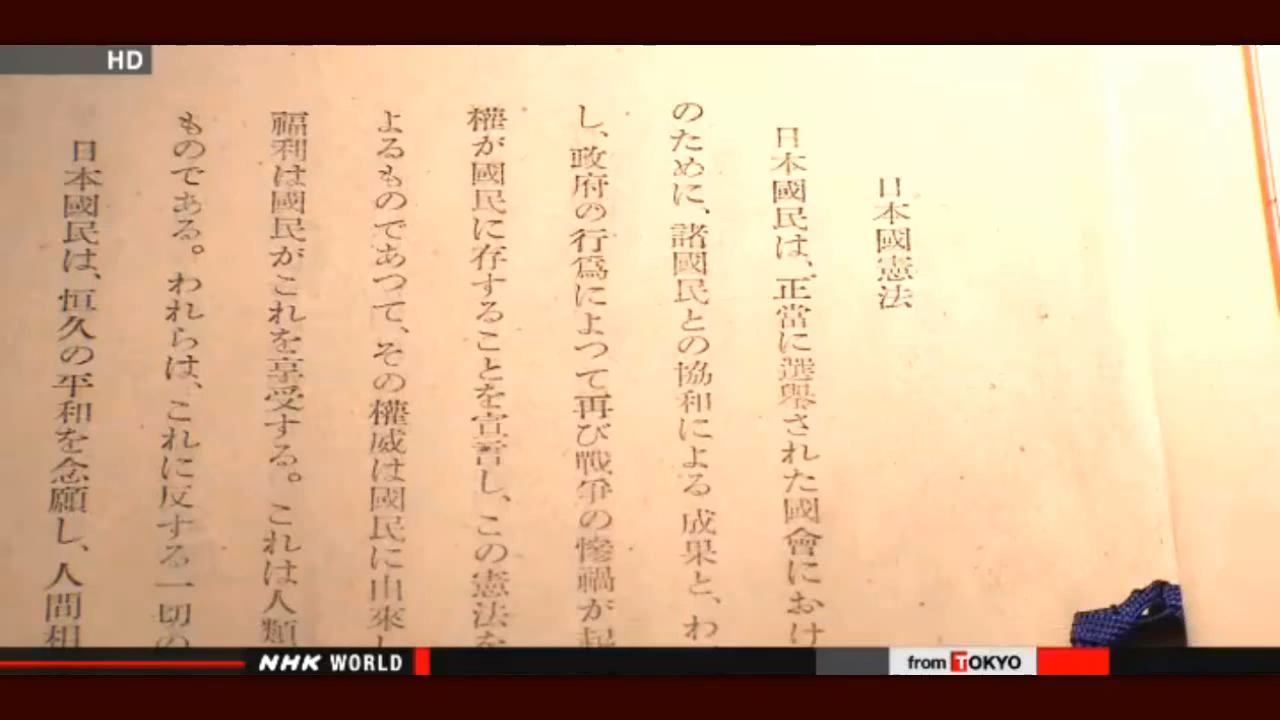 HD
日本國憲法
日本國民は、正當に選擧された國會におけ
のために、諸國民との協和による成果と、わ
し、政府の行爲によつて再び戰爭の慘禍が起
權が國民に存することを宣言し、この憲法を
よるものであつて、その權威は國民に由來し
福利は國民がこれを享受する。これは人類
ものである。われらは、これに反する一切の
日本國民は、恒久の平和を念願し、人間相
NHK WORLD
from TOKYO